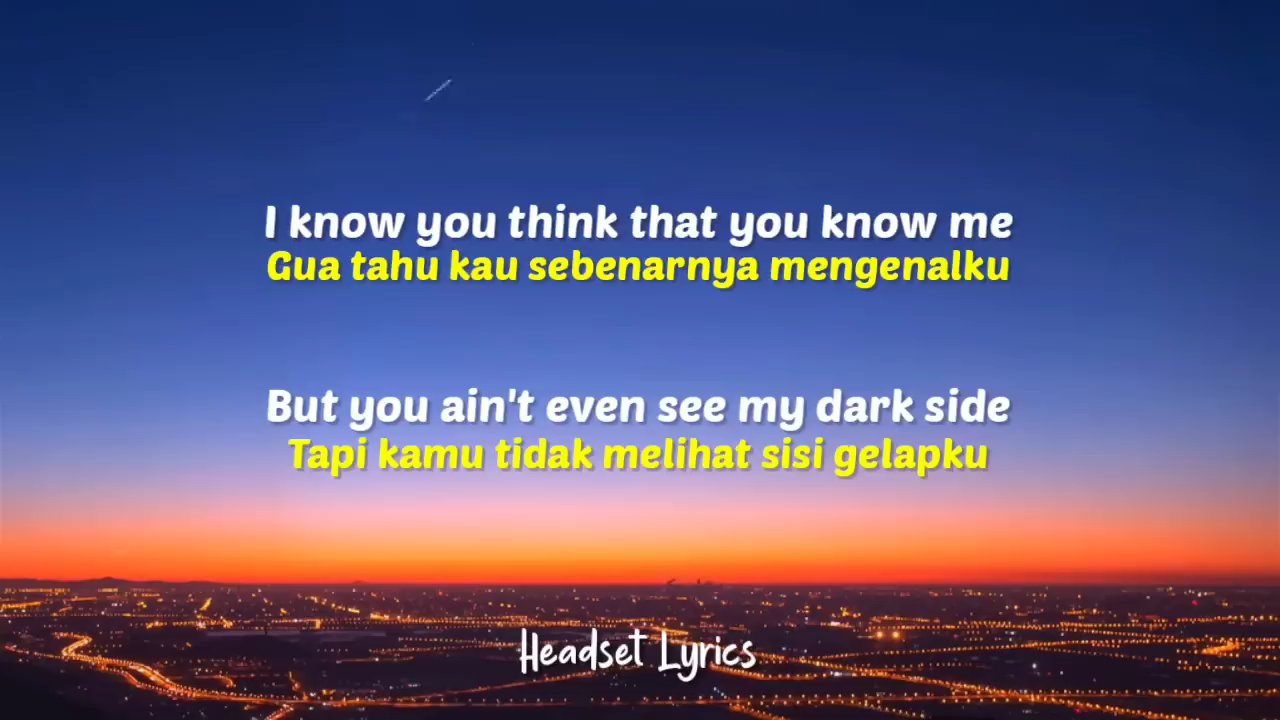 I know you think that you know me
Gua tahu kau sebenarnya mengenalku
But you ain't even see my dark side
Tapi kamu tidak melihat sisi gelapku
Headset Lyrics